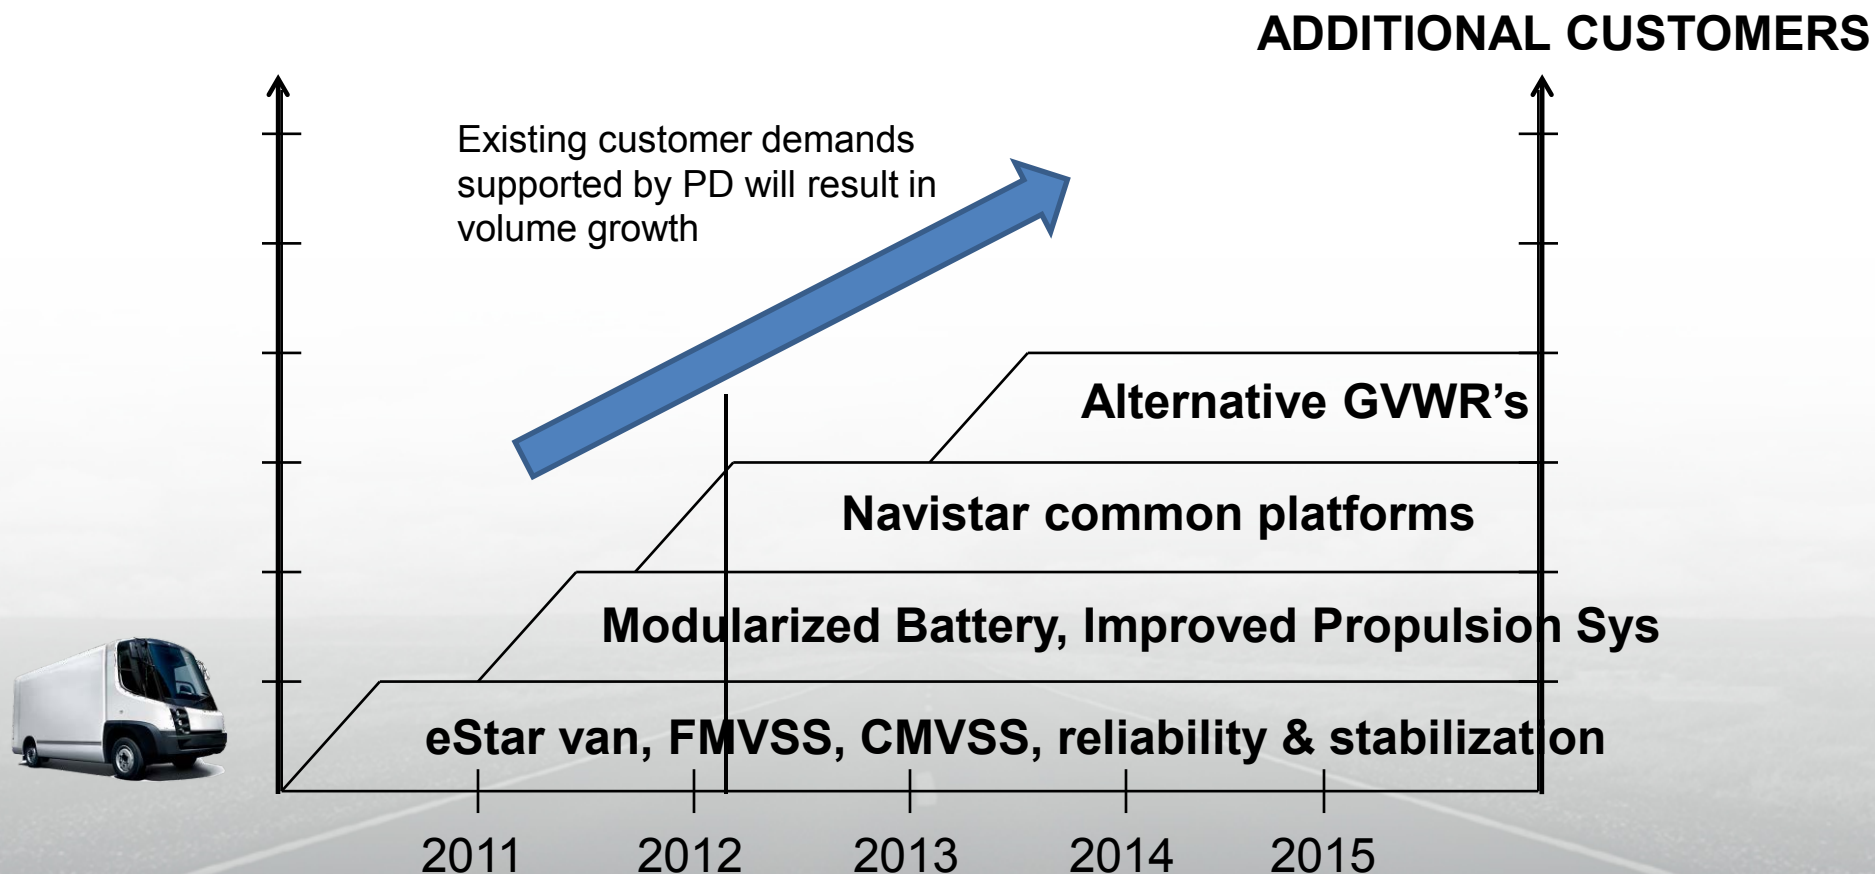 ADDITIONAL CUSTOMERS
Existing customer demands
supported by PD will result in
volume growth
Alternative GVWR’s
Navistar common platforms
Modularized Battery, Improved Propulsion Sys
eStar van, FMVSS, CMVSS, reliability & stabilization
2011 2012 2013 2014 2015